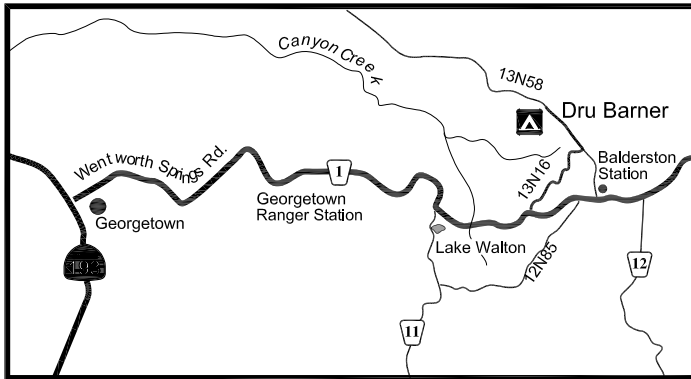 Canyon Creek
13N58
Dru Barner
Wentworth Springs Rd.
1
13N16
Balderston
Station
Georgetown
Georgetown
Ranger Station
Lake Walton
12N85
12
11